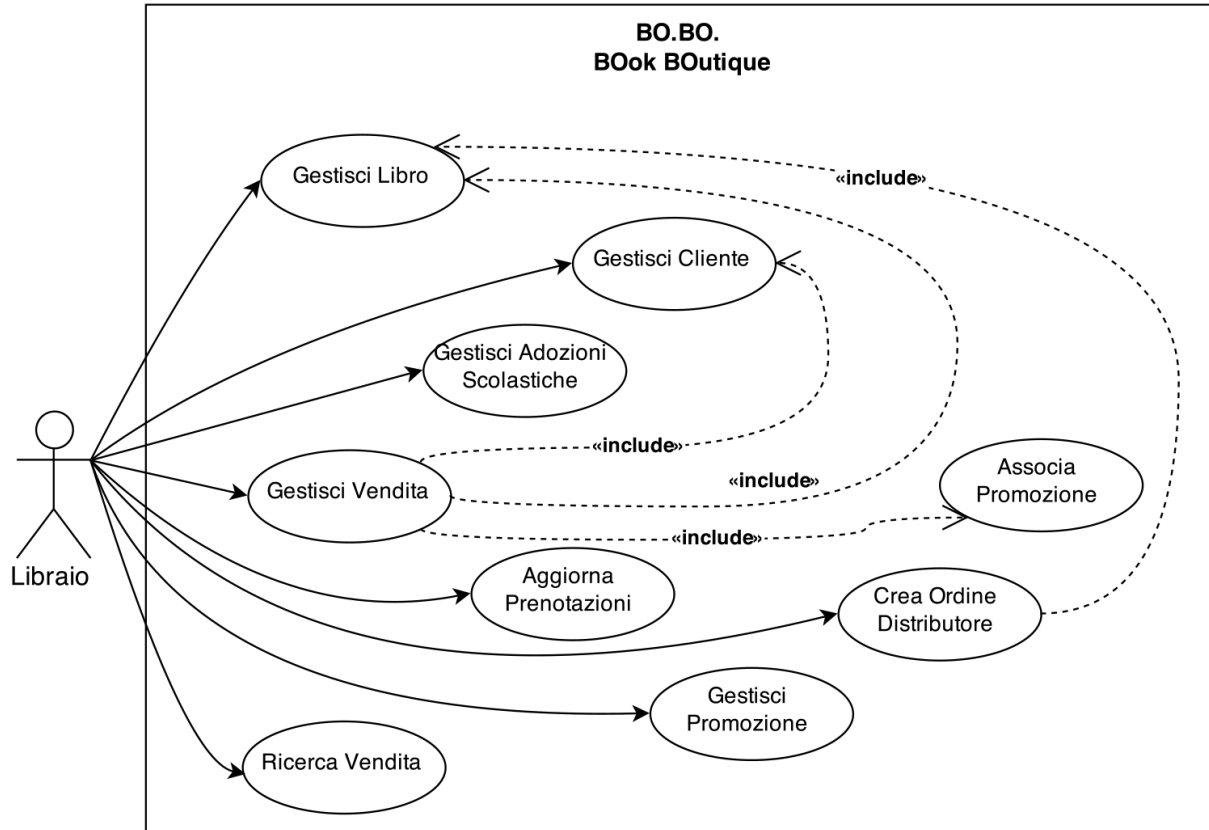 BO.BO.
BOok BOutique
Gestisci Libro
«include»
Gestisci Cliente
Gestisci Adozioni
Scolastiche
«include»
Gestisci Vendita
«include»
Associa
Promozione
«include»
Libraio
Aggiorna
Prenotazioni
Crea Ordine
Distributore
Gestisci
Promozione
Ricerca Vendita